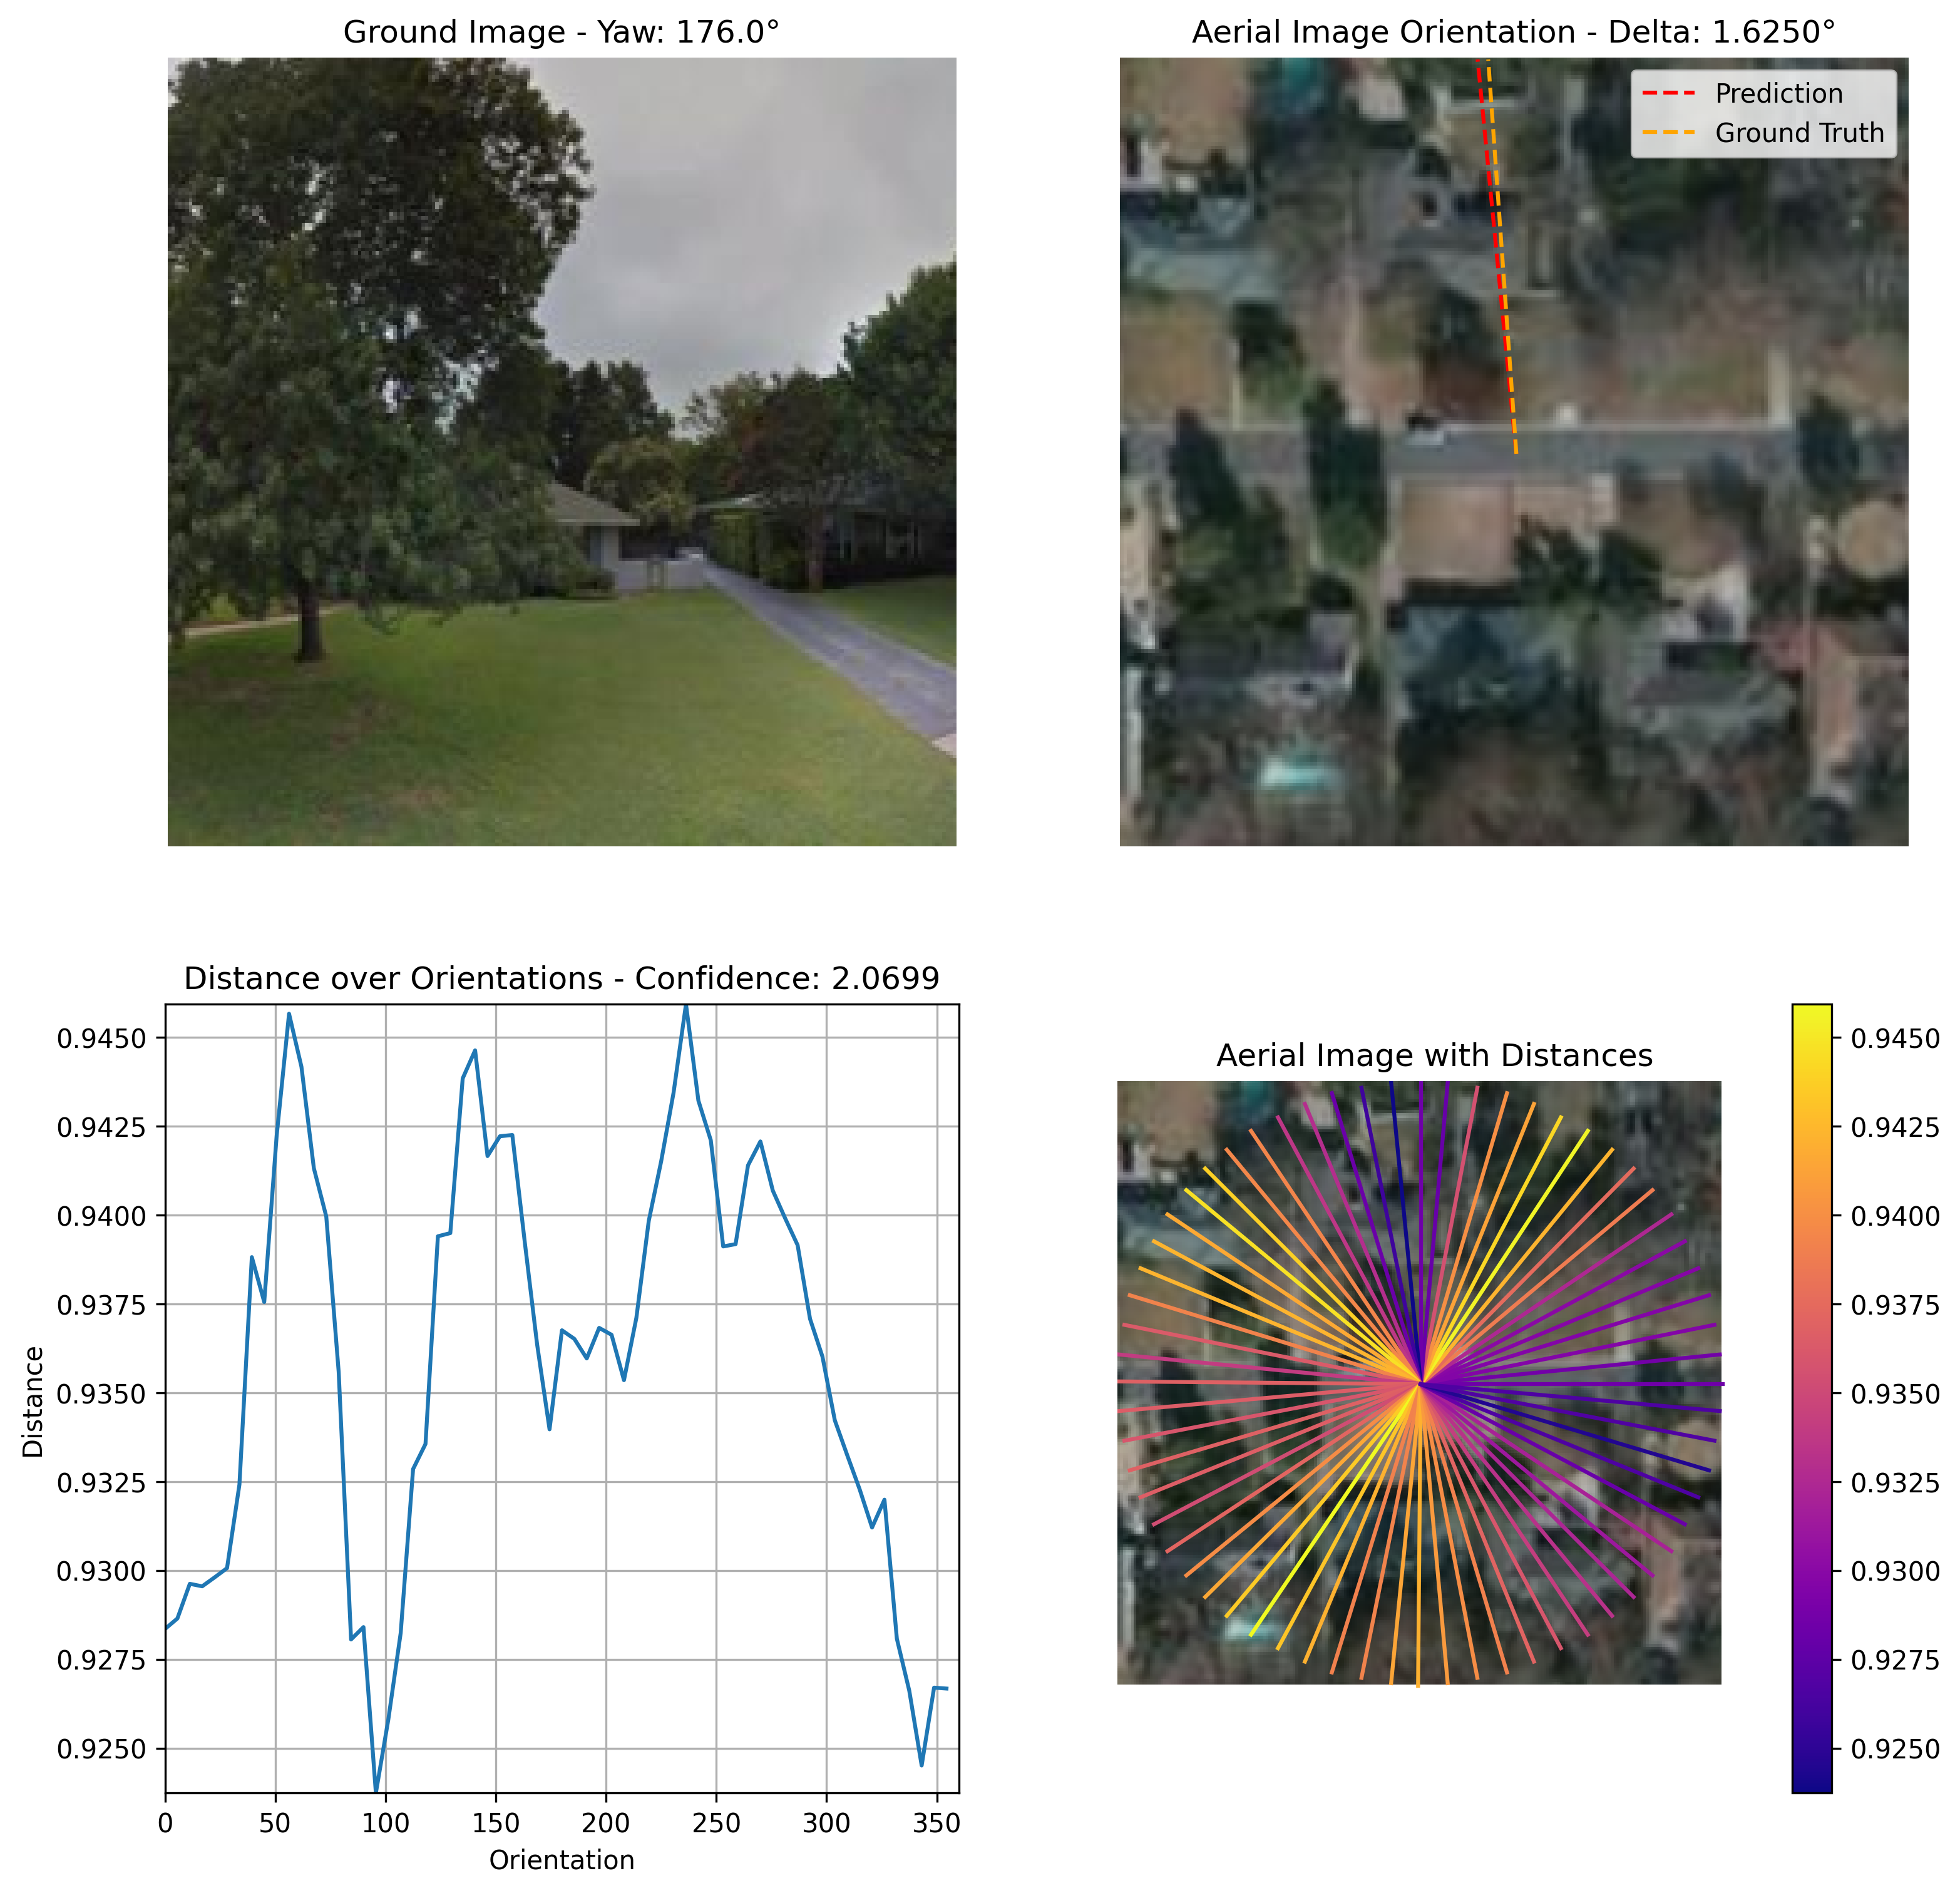 Ground Image - Yaw: 176.0°
Aerial Image Orientation - Delta: 1.6250°
Prediction
Ground Truth
Distance over Orientations - Confidence: 2.0699
0.9450
0.9425
0.9400
0.9375
0.9350
0.9325
0.9300
0.9275
0.9250
Distance
0 50 100 150 200 250 300 350
Orientation
Aerial Image with Distances
0.9450
0.9425
0.9400
0.9375
0.9350
0.9325
0.9300
0.9275
0.9250